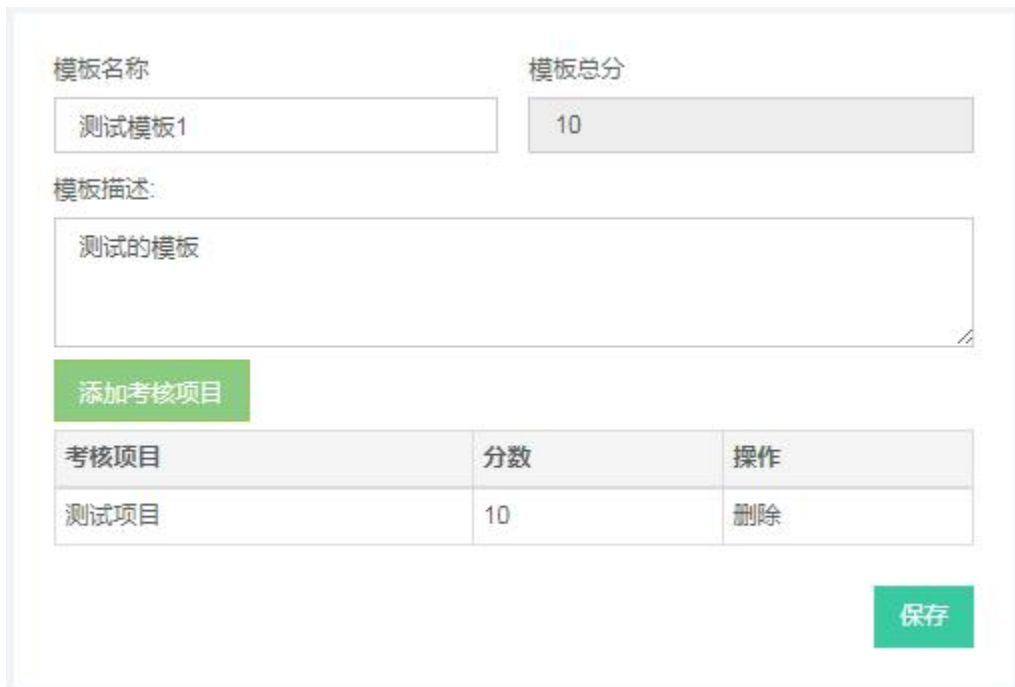 模板名称 模板总分
测试模板1 10
模板描述:
测试的模板
添加考核项目
考核项目 分数 操作
测试项目 10 删除
保存